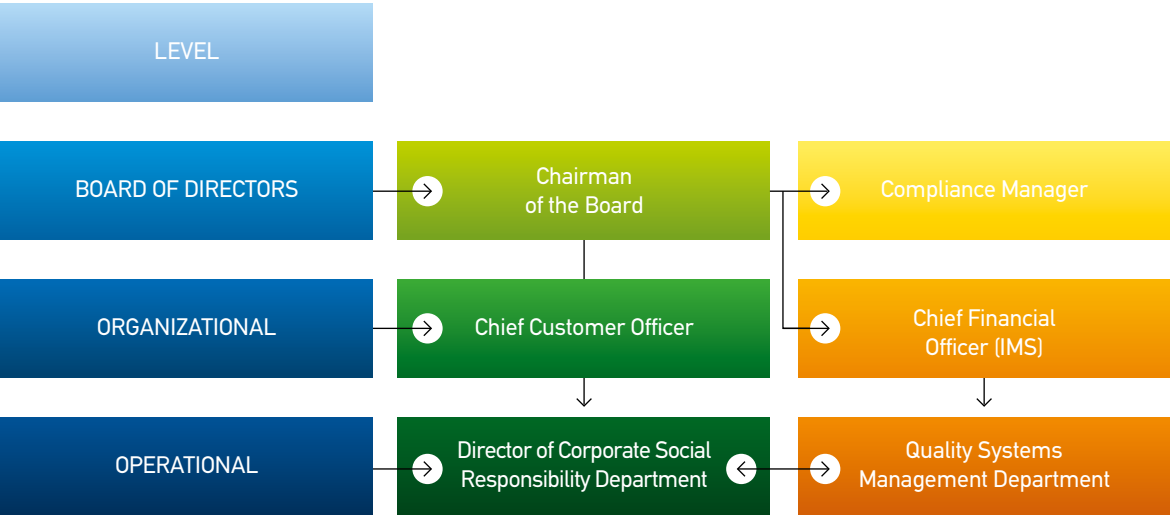 LEVEL
BOARD OF DIRECTORS
Chairman
of the Board
Compliance Manager
ORGANIZATIONAL
Chief Customer Officer
Chief Financial
Officer (IMS)
OPERATIONAL
Director of Corporate Social
Responsibility Department
Quality Systems
Management Department